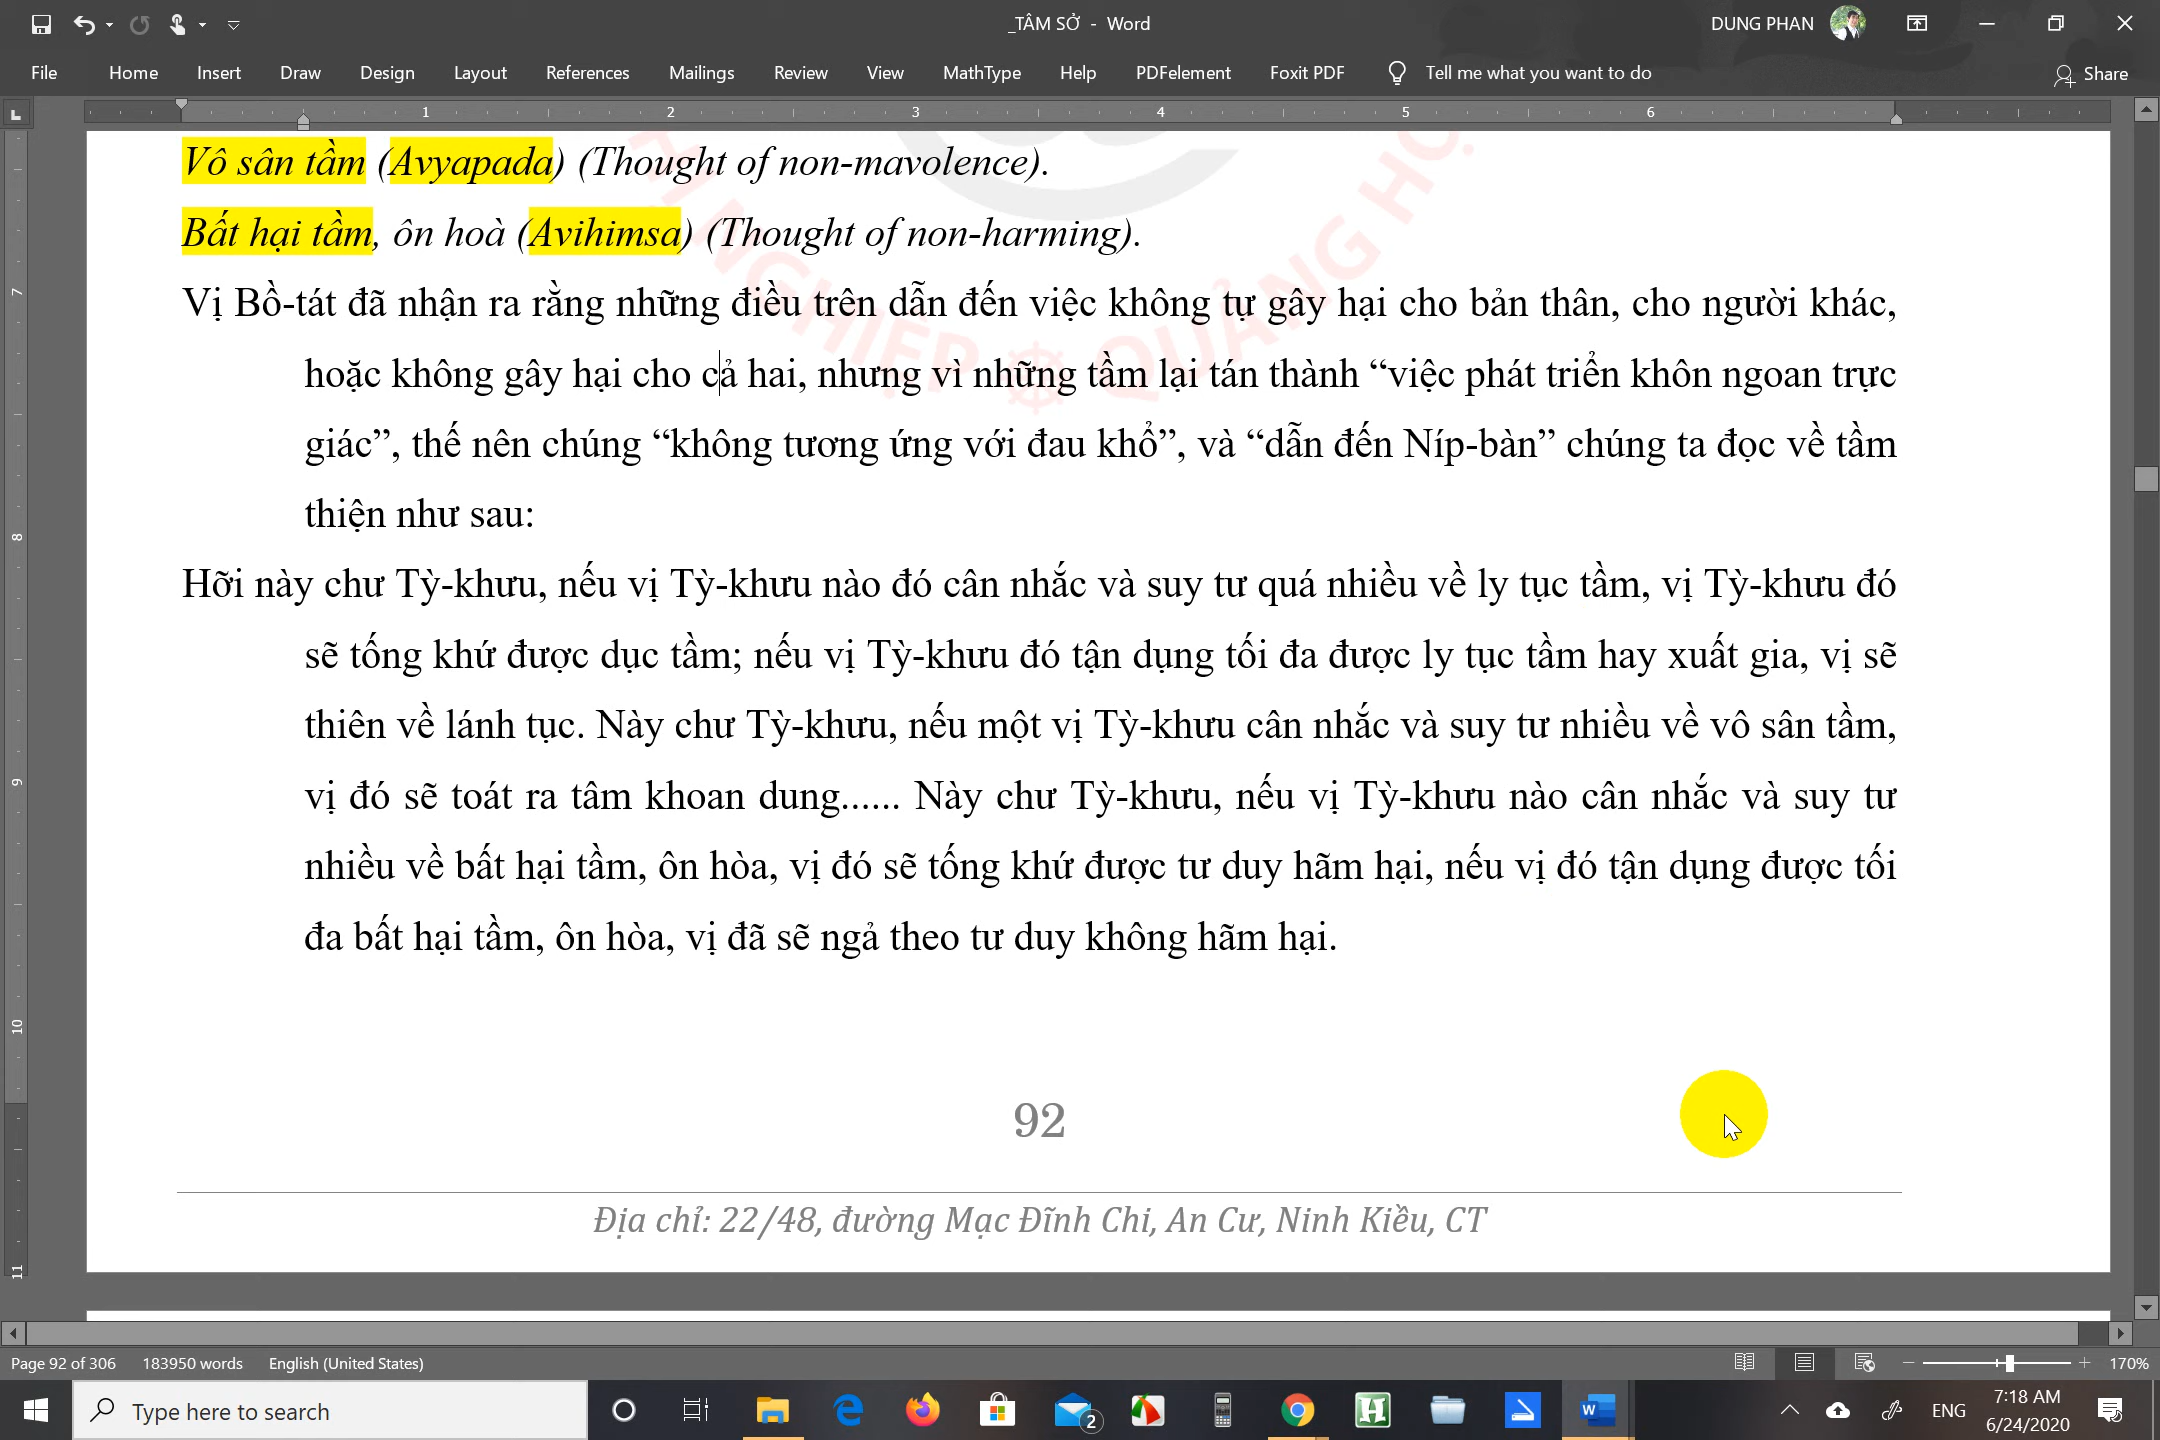 _TÂM SỞ - Word
DUNG PHAN
File Home Insert Draw Design Layout References Mailings Review View MathType Help PDFelement Foxit PDF Tell me what you want to do Share
1 2 3 4 5 6
Vô sân tầm (Avyapada) (Thought of non-mavolence).
Bất hại tầm, ôn hoà (Avihimsa) (Thought of non-harming).
Vị Bồ-tát đã nhận ra rằng những điều trên dẫn đến việc không tự gây hại cho bản thân, cho người khác,
hoặc không gây hại cho cả hai, nhưng vì những tầm lại tán thành “việc phát triển khôn ngoan trực
giác”, thế nên chúng “không tương ứng với đau khổ”, và “dẫn đến Níp-bàn” chúng ta đọc về tầm
thiện như sau:
Hỡi này chư Tỳ-khưu, nếu vị Tỳ-khưu nào đó cân nhắc và suy tư quá nhiều về ly tục tầm, vị Tỳ-khưu đó
sẽ tống khứ được dục tầm; nếu vị Tỳ-khưu đó tận dụng tối đa được ly tục tầm hay xuất gia, vị sẽ
thiên về lánh tục. Này chư Tỳ-khưu, nếu một vị Tỳ-khưu cân nhắc và suy tư nhiều về vô sân tầm,
vị đó sẽ toát ra tâm khoan dung...... Này chư Tỳ-khưu, nếu vị Tỳ-khưu nào cân nhắc và suy tư
nhiều về bất hại tầm, ôn hòa, vị đó sẽ tống khứ được tư duy hãm hại, nếu vị đó tận dụng được tối
đa bất hại tầm, ôn hòa, vị đã sẽ ngả theo tư duy không hãm hại.
NGHIỆP QUẢNG
7
8
9
10
11
92
Địa chỉ: 22/48, đường Mạc Đĩnh Chi, An Cư, Ninh Kiều, CT
Page 92 of 306 183950 words English (United States) 170%
Type here to search
2
ENG
7:18 AM
6/24/2020